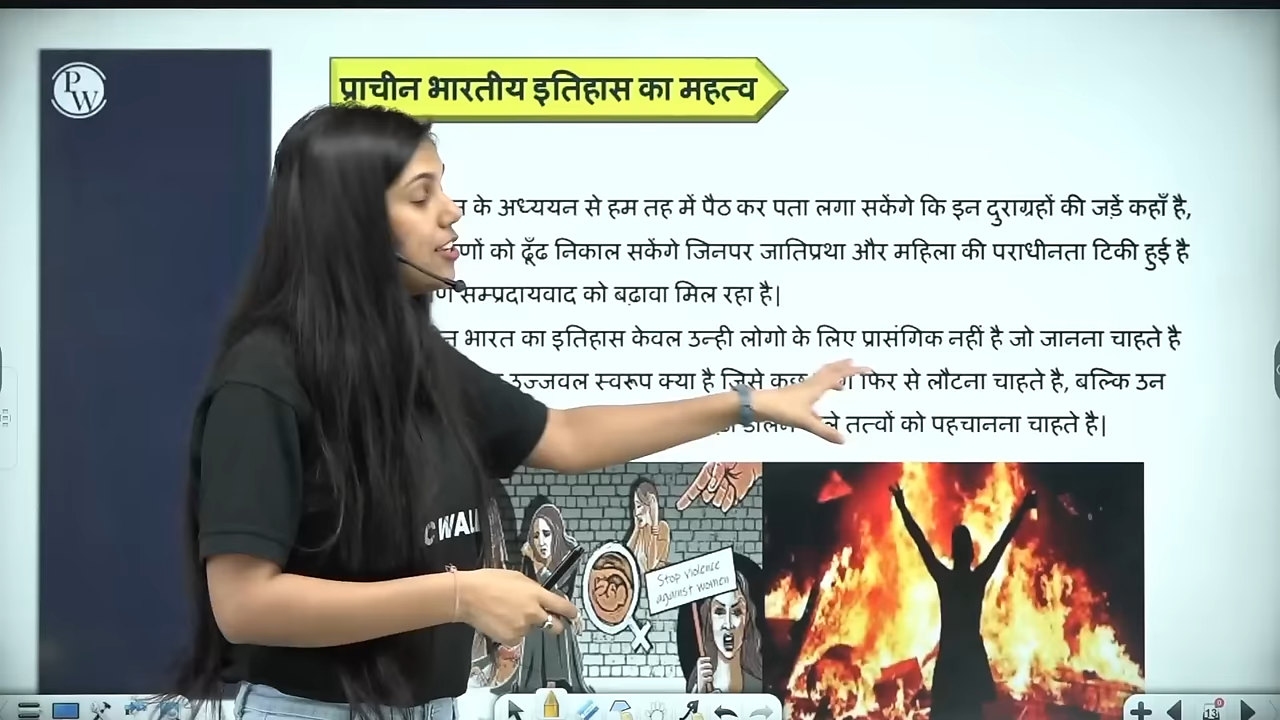 PW
प्राचीन भारतीय इतिहास का महत्व
के अध्ययन से हम तह में पैठ कर पता लगा सकेंगे कि इन दुराग्रहों की जड़ें कहाँ है,
को ढूँढ निकाल सकेंगे जिनपर जातिप्रथा और महिला की पराधीनता टिकी हुई है
सम्प्रदायवाद को बढ़ावा मिल रहा है|
भारत का इतिहास केवल उन्ही लोगो के लिए प्रासंगिक नहीं है जो जानना चाहते है
उज्जवल स्वरूप क्या है जिसे फिर से लौटना चाहते है, बल्कि उन
तत्वों को पहचानना चाहते है|
Stop violence
against women
13